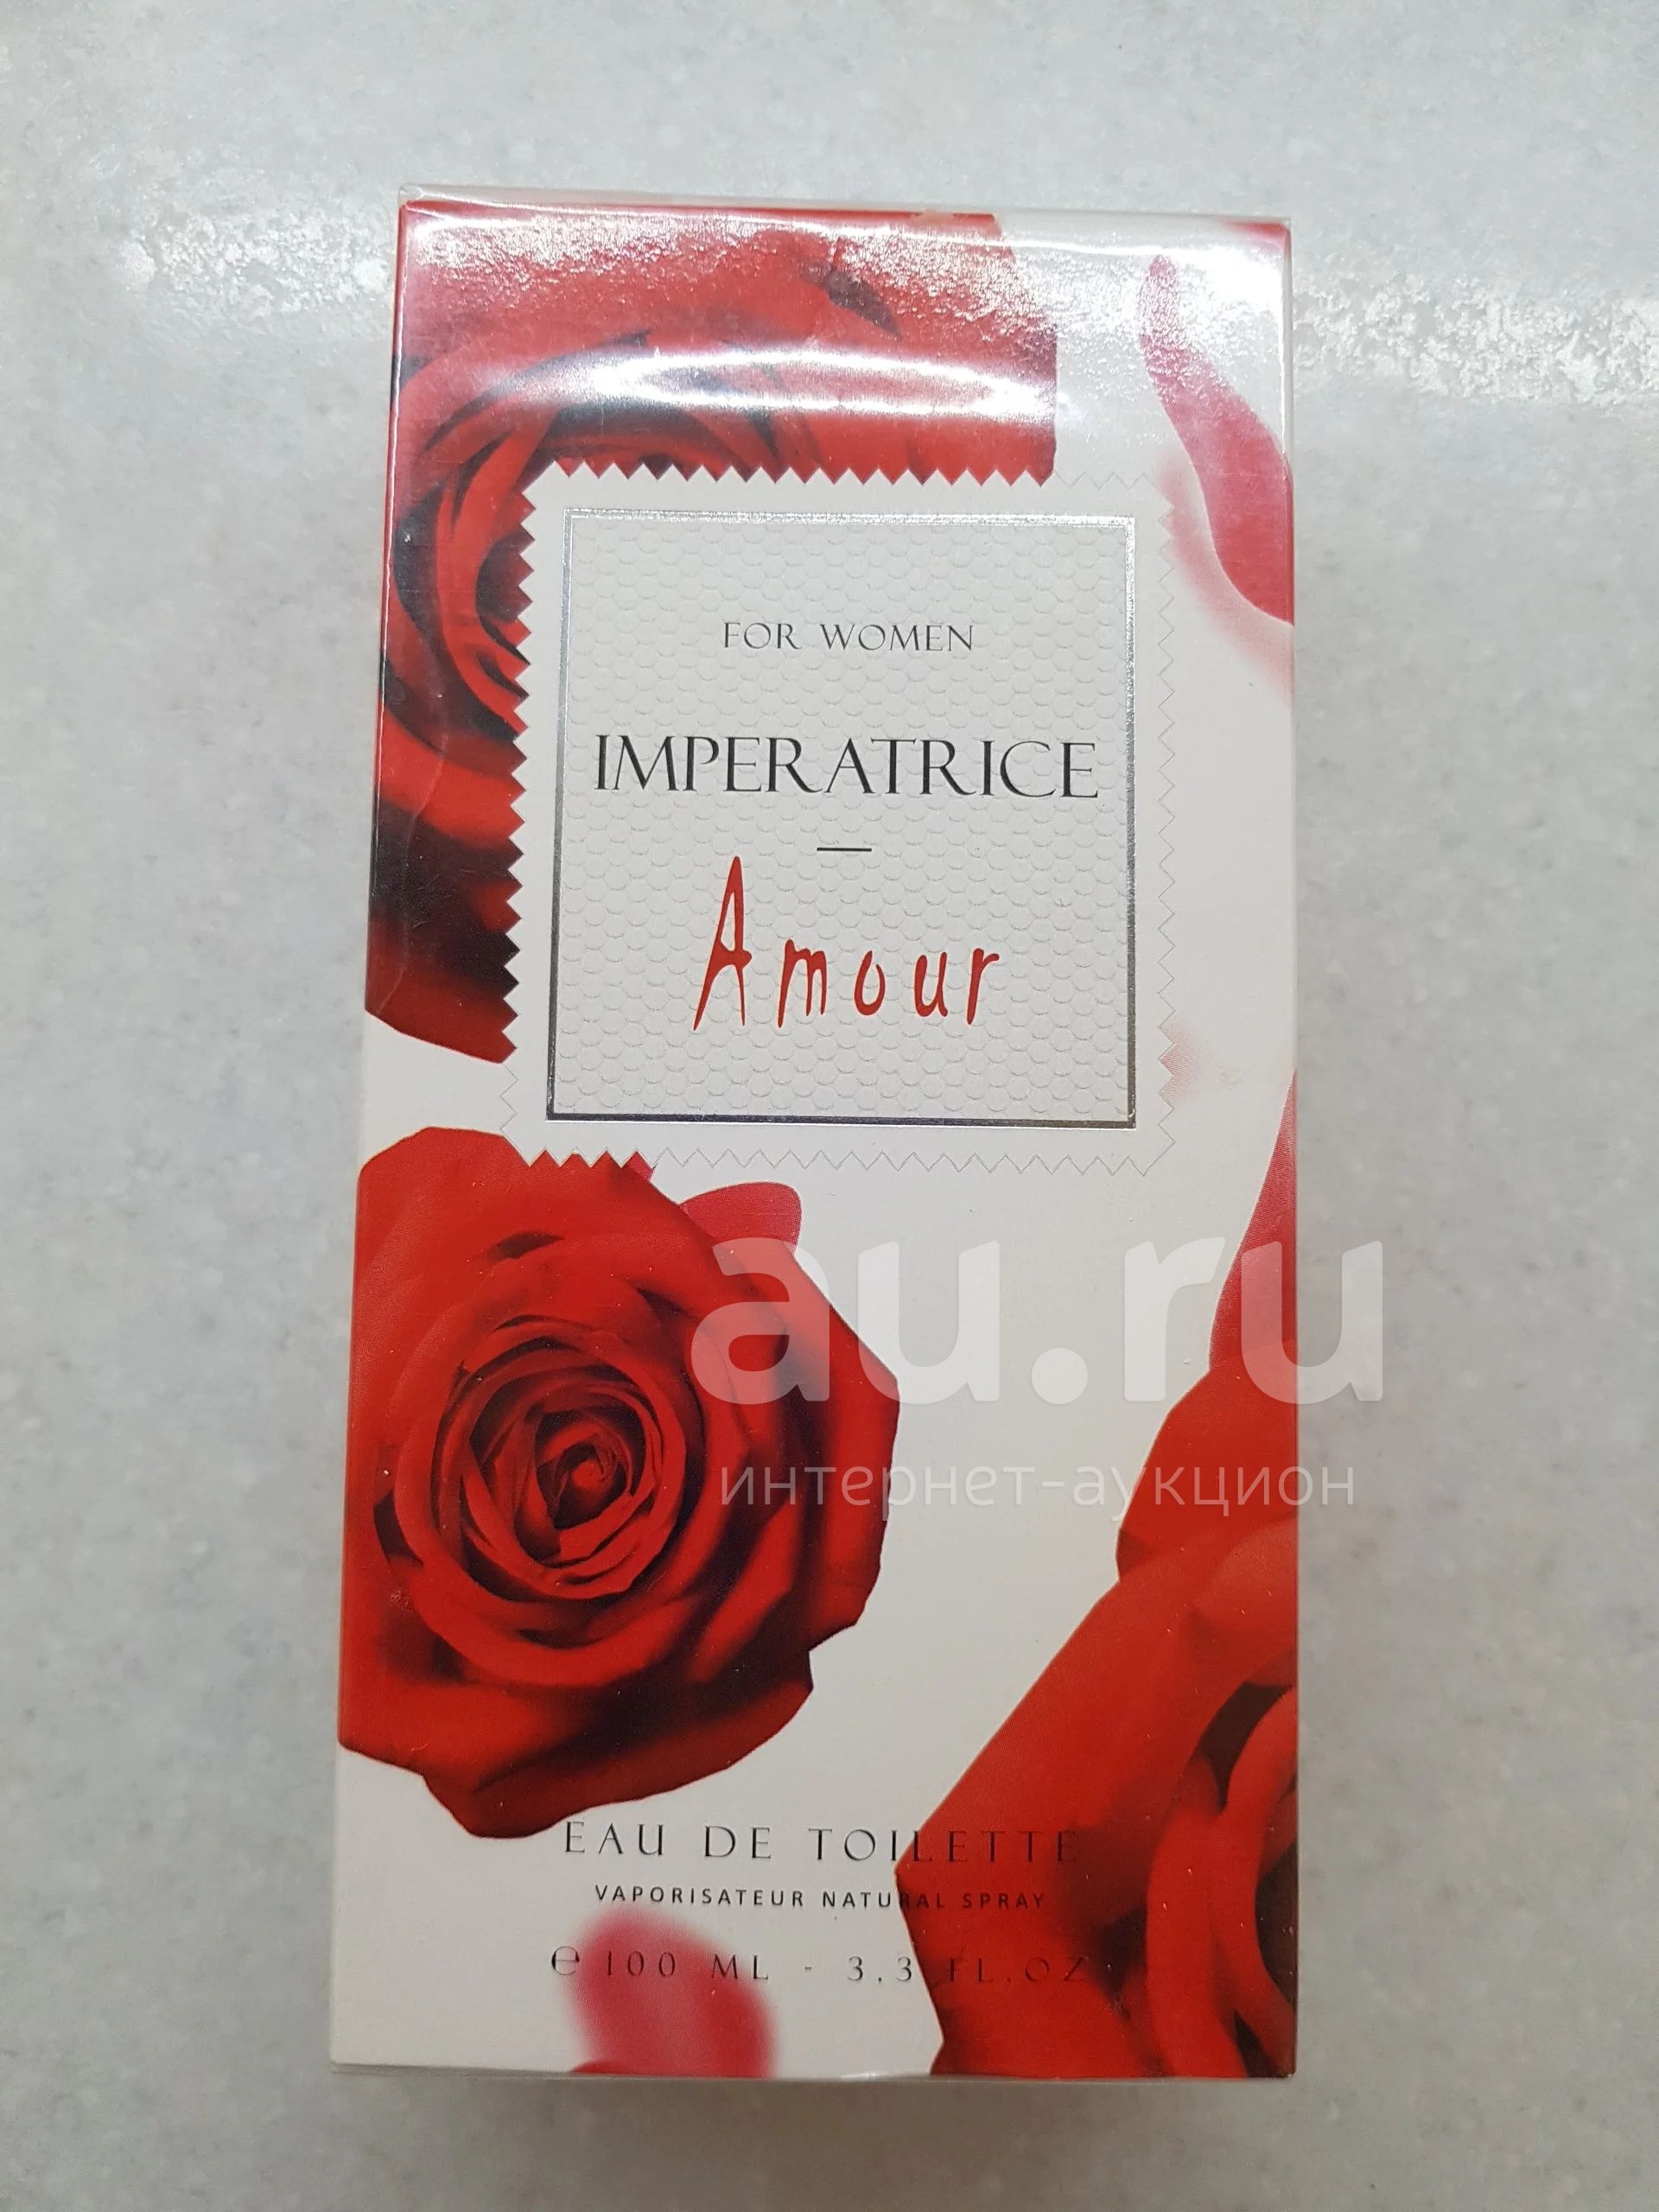 FOR WOMEN
IMPERATRICE
Amour
au.ru
интернет-аукцион
EAU DE TOILETTE
VAPORISATEUR NATURAL SPRAY
℮ 100 ML - 3.3 FL.OZ